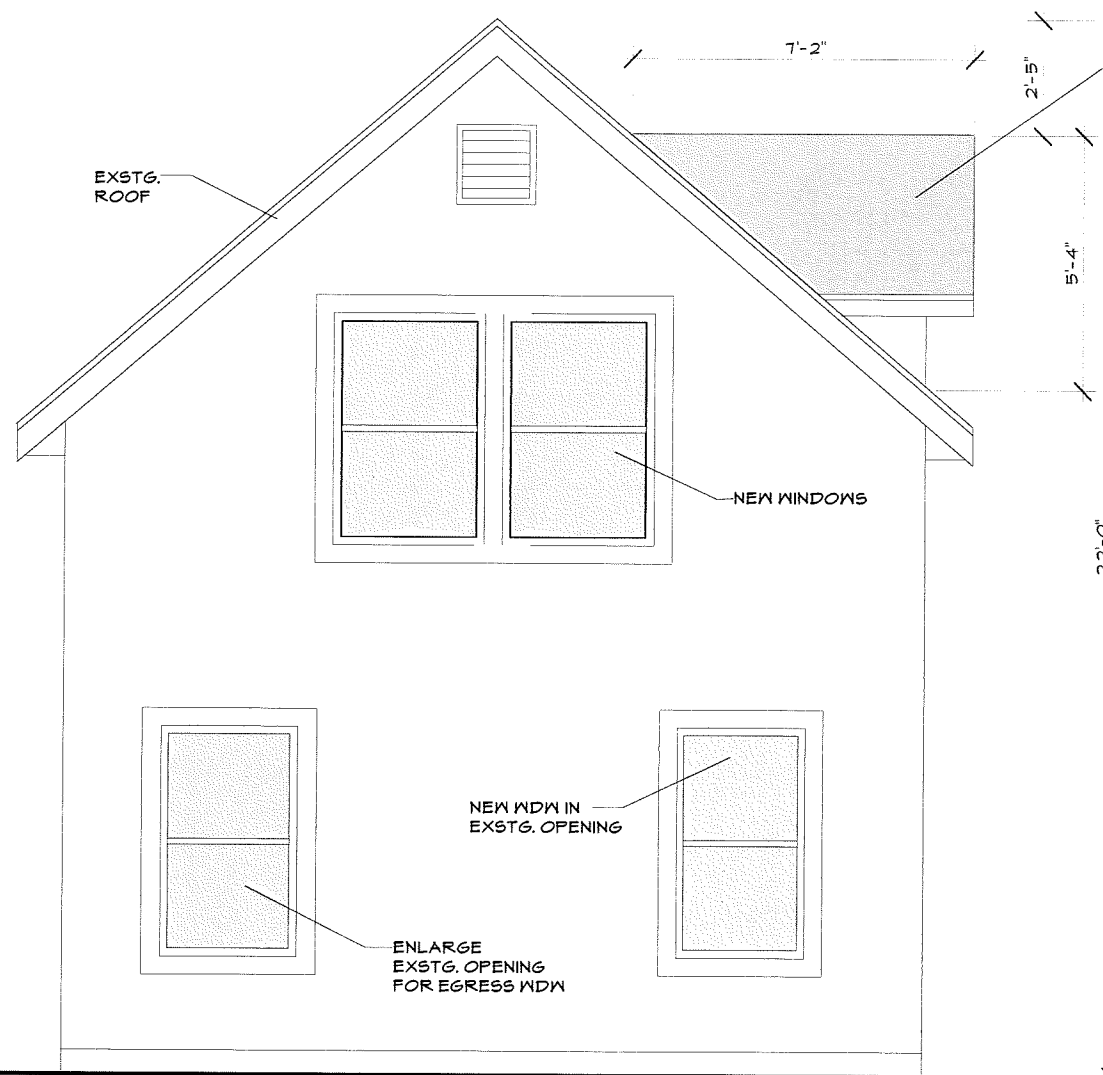 7'-2"
2'-5"
EXSTG.
ROOF
5'-4"
NEW WINDOWS
NEW WDW IN
EXSTG. OPENING
ENLARGE
EXSTG. OPENING
FOR EGRESS WDW